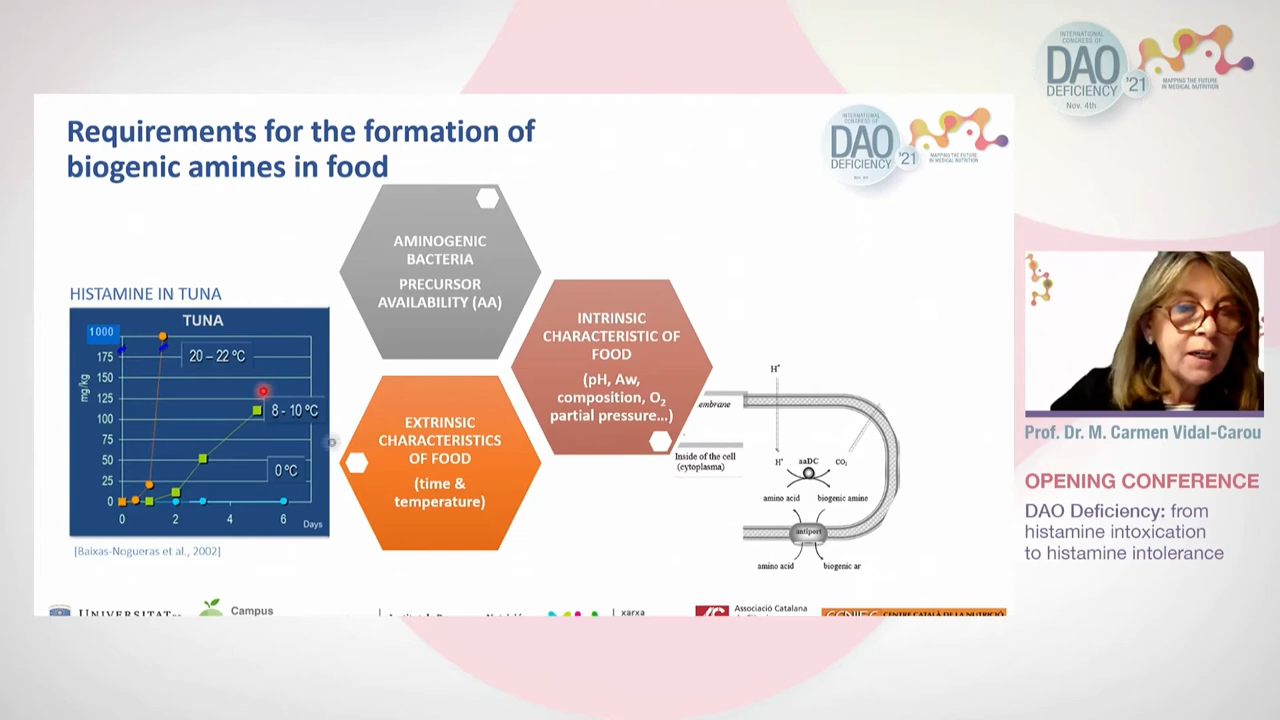 Requirements for the formation of
biogenic amines in food
INTERNATIONAL
CONGRESS OF
DAO
DEFICIENCY
'21
MAPPING THE FUTURE
IN MEDICAL NUTRITION
AMINOGENIC
BACTERIA
PRECURSOR
AVAILABILITY (AA)
INTRINSIC
CHARACTERISTIC OF
FOOD
(pH, Aw,
composition, O2
partial pressure...)
EXTRINSIC
CHARACTERISTICS
OF FOOD
(time &
temperature)
HISTAMINE IN TUNA
TUNA
mg/kg
1000
175
150
125
100
75
50
25
0
20 – 22 ºC
8 - 10 ºC
0 ºC
0
2
4
6
Days
[Baixas-Nogueras et al., 2002]
H+
embrane
Inside of the cell
(cytoplasma)
H+
aaDC
CO2
amino acid
biogenic amine
antiport
amino acid
biogenic ar
UNIVERSITAT
Campus
xarxa
Associació Catalana
CENTRE CATALÀ DE LA NUTRICIÓ
INTERNATIONAL
CONGRESS OF
DAO
DEFICIENCY
'21
Nov. 4th
MAPPING THE FUTURE
IN MEDICAL NUTRITION
Prof. Dr. M. Carmen Vidal-Carou
OPENING CONFERENCE
DAO Deficiency: from
histamine intoxication
to histamine intolerance